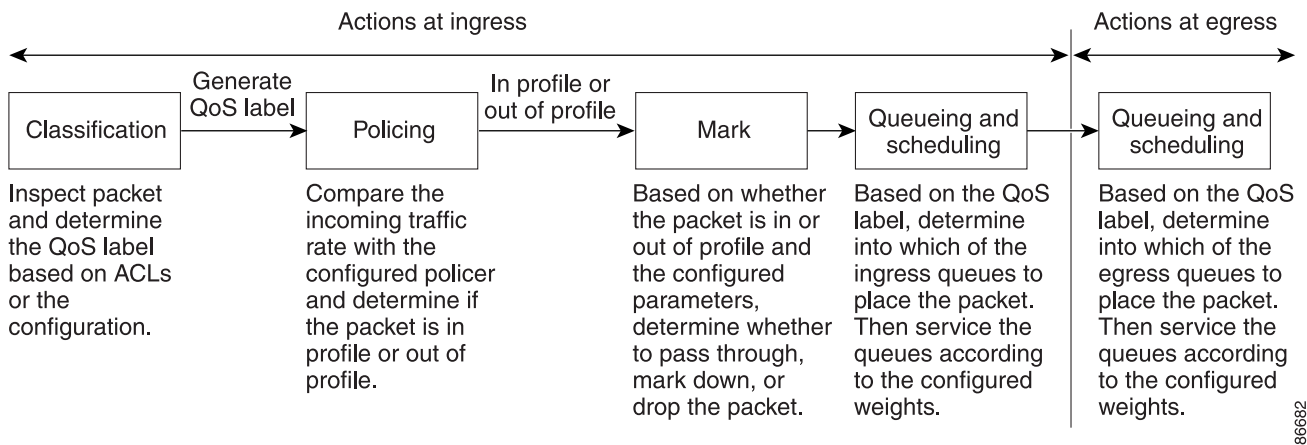 Actions at ingress
Actions at egress
Generate
QoS label
In profile or
out of profile
Classification
Policing
Mark
Queueing and
scheduling
Queueing and
scheduling
Inspect packet
and determine
the QoS label
based on ACLs
or the
configuration.
Compare the
incoming traffic
rate with the
configured policer
and determine if
the packet is in
profile or out of
profile.
Based on whether
the packet is in or
out of profile and
the configured
parameters,
determine whether
to pass through,
mark down, or
drop the packet.
Based on the QoS
label, determine
into which of the
ingress queues to
place the packet.
Then service the
queues according
to the configured
weights.
Based on the QoS
label, determine
into which of the
egress queues to
place the packet.
Then service the
queues according
to the configured
weights.
86682